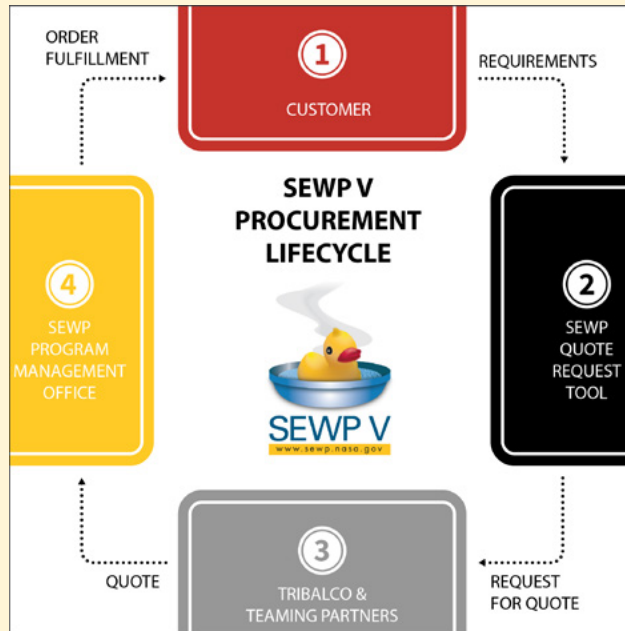 ORDER
FULFILLMENT
1
CUSTOMER
REQUIREMENTS
SEWP V
PROCUREMENT
LIFECYCLE
4
SEWP
PROGRAM
MANAGEMENT
OFFICE
2
SEWP
QUOTE
REQUEST
TOOL
SEWP V
www.sewp.nasa.gov
3
TRIBALCO &
TEAMING PARTNERS
QUOTE
REQUEST
FOR QUOTE